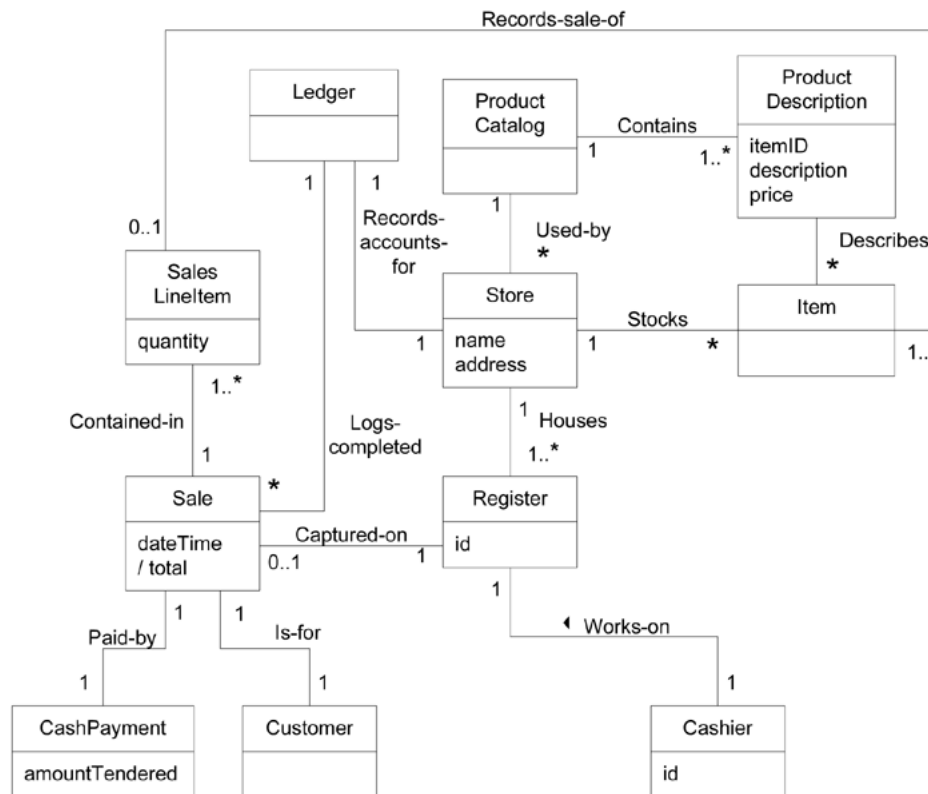 Records-sale-of
Ledger
Product
Catalog
Product
Description
itemID
description
price
Contains
1
1..*
1
1
1
0..1
Records-
accounts-
for
Used-by
*
Describes
*
Sales
LineItem
quantity
Store
name
address
Stocks
1
1
*
Item
1..
1..*
Contained-in
1
Logs-
completed
*
1
Houses
1..*
Sale
dateTime
/ total
Captured-on
0..1
1
Register
id
1
1
1
Paid-by
Is-for
Works-on
1
1
1
CashPayment
amountTendered
Customer
Cashier
id